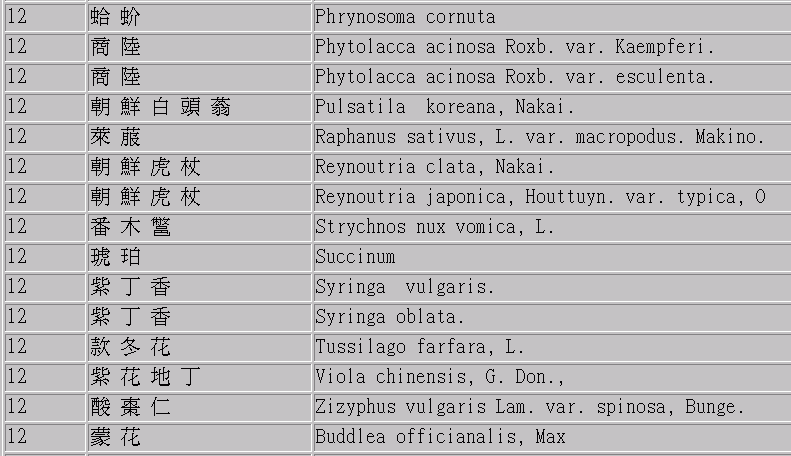 12 蛤蚧 Phrynosoma cornuta
12 商陸 Phytolacca acinosa Roxb. var. Kaempferi.
12 商陸 Phytolacca acinosa Roxb. var. esculenta.
12 朝鮮白頭蓊 Pulsatila koreana, Nakai.
12 萊菔 Raphanus sativus, L. var. macropodus. Makino.
12 朝鮮虎杖 Reynoutria clata, Nakai.
12 朝鮮虎杖 Reynoutria japonica, Houttuyn. var. typica, O
12 番木鱉 Strychnos nux vomica, L.
12 琥珀 Succinum
12 紫丁香 Syringa vulgaris.
12 紫丁香 Syringa oblata.
12 款冬花 Tussilago farfara, L.
12 紫花地丁 Viola chinensis, G. Don.,
12 酸棗仁 Zizyphus vulgaris Lam. var. spinosa, Bunge.
12 蒙花 Buddlea officianalis, Max